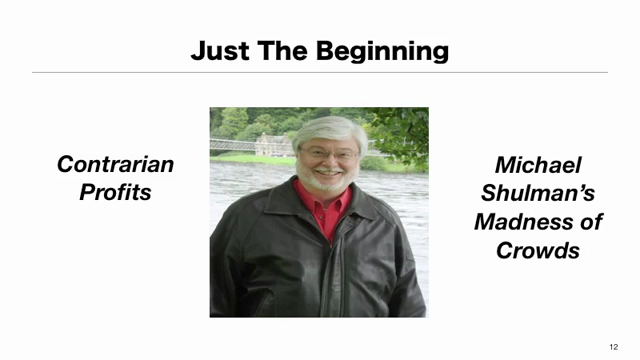 Just The Beginning
Contrarian
Profits
Michael
Shulman’s
Madness of
Crowds
12